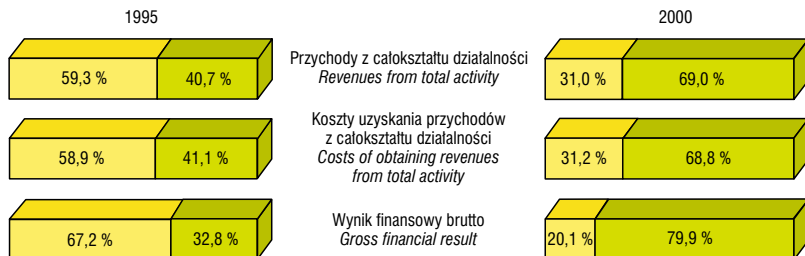 1995
2000
59,3 % 40,7 %
Przychody z całokształtu działalności
Revenues from total activity
31,0 % 69,0 %
58,9 % 41,1 %
Koszty uzyskania przychodów
z całokształtu działalności
Costs of obtaining revenues
from total activity
31,2 % 68,8 %
67,2 % 32,8 %
Wynik finansowy brutto
Gross financial result
20,1 % 79,9 %